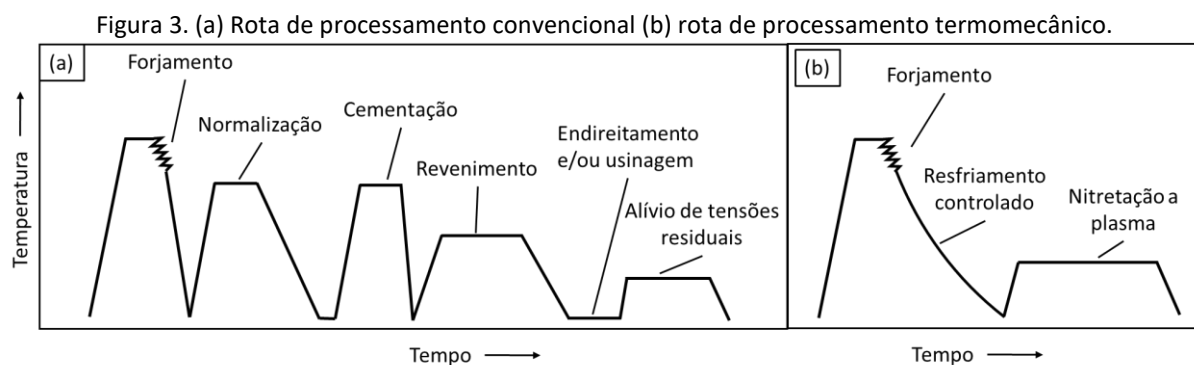 Figura 3. (a) Rota de processamento convencional (b) rota de processamento termomecânico.
(a)
Forjamento
Normalização
Cementação
Revenimento
Endireitamento
e/ou usinagem
Alívio de tensões
residuais
Temperatura
Tempo
(b)
Forjamento
Resfriamento
controlado
Nitretação a
plasma
Tempo